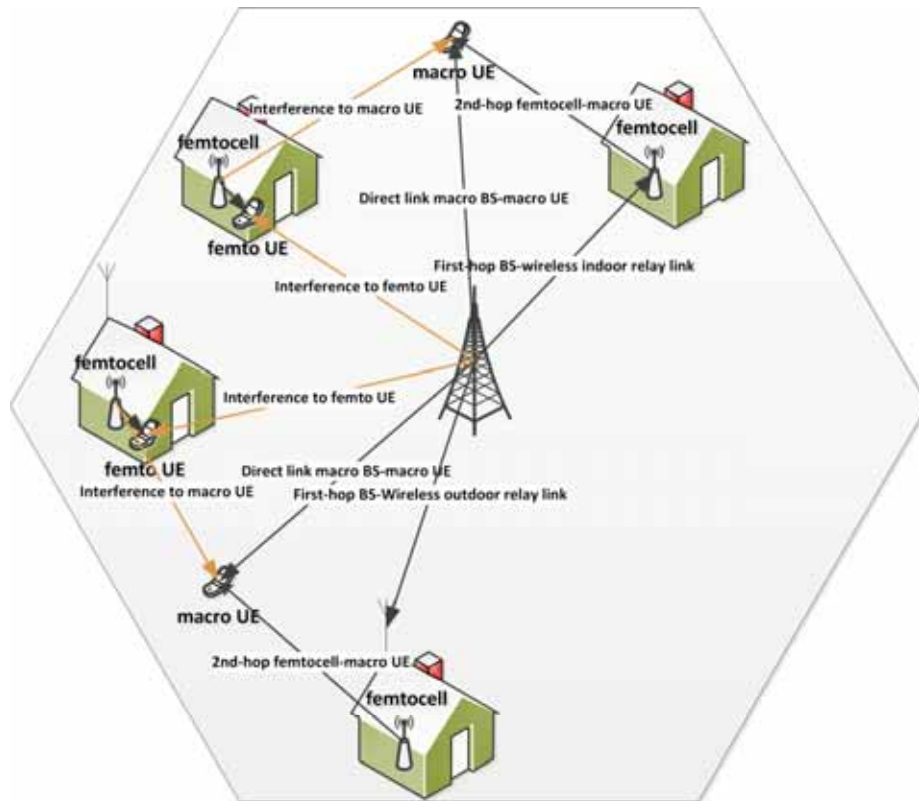 macro UE
Interference to macro UE
2nd-hop femtocell-macro UE
femtocell
femtocell
Direct link macro BS-macro UE
femto UE
First-hop BS-wireless indoor relay link
Interference to femto UE
femtocell
Interference to femto UE
femto UE
Direct link macro BS-macro UE
Interference to macro UE
First-hop BS-Wireless outdoor relay link
macro UE
2nd-hop femtocell-macro UE
femtocell